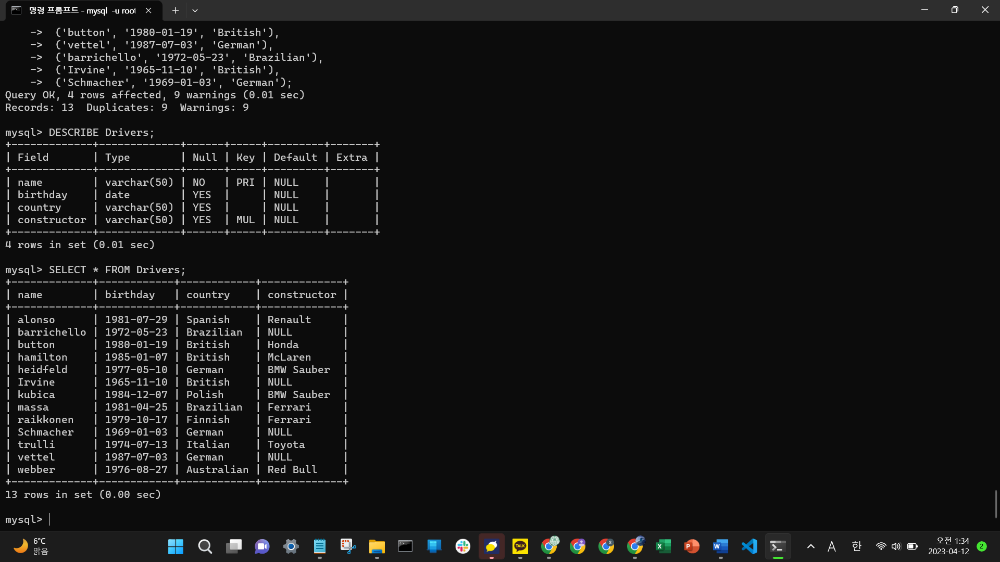 명령 프롬프트 - mysql  -u root
    ->  ('button', '1980-01-19', 'British'),
    ->  ('vettel', '1987-07-03', 'German'),
    ->  ('barrichello', '1972-05-23', 'Brazilian'),
    ->  ('Irvine', '1965-11-10', 'British'),
    ->  ('Schmacher', '1969-01-03', 'German');
Query OK, 4 rows affected, 9 warnings (0.01 sec)
Records: 13  Duplicates: 9  Warnings: 9
mysql> DESCRIBE Drivers;
+-------------+-------------+------+-----+---------+-------+
| Field       | Type        | Null | Key | Default | Extra |
+-------------+-------------+------+-----+---------+-------+
| name        | varchar(50) | NO   | PRI | NULL    |       |
| birthday    | date        | YES  |     | NULL    |       |
| country     | varchar(50) | YES  |     | NULL    |       |
| constructor | varchar(50) | YES  | MUL | NULL    |       |
+-------------+-------------+------+-----+---------+-------+
4 rows in set (0.01 sec)
mysql> SELECT * FROM Drivers;
+-------------+------------+------------+-------------+
| name        | birthday   | country    | constructor |
+-------------+------------+------------+-------------+
| alonso      | 1981-07-29 | Spanish    | Renault     |
| barrichello | 1972-05-23 | Brazilian  | NULL        |
| button      | 1980-01-19 | British    | Honda       |
| hamilton    | 1985-01-07 | British    | McLaren     |
| heidfeld    | 1977-05-10 | German     | BMW Sauber  |
| Irvine      | 1965-11-10 | British    | NULL        |
| kubica      | 1984-12-07 | Polish     | BMW Sauber  |
| massa       | 1981-04-25 | Brazilian  | Ferrari     |
| raikkonen   | 1979-10-17 | Finnish    | Ferrari     |
| Schmacher   | 1969-01-03 | German     | NULL        |
| trulli      | 1974-07-13 | Italian    | Toyota      |
| vettel      | 1987-07-03 | German     | NULL        |
| webber      | 1976-08-27 | Australian | Red Bull    |
+-------------+------------+------------+-------------+
13 rows in set (0.00 sec)
mysql>
6°C
맑음
TALK
S
X
P
W
A
한
오전 1:34
2023-04-12
2